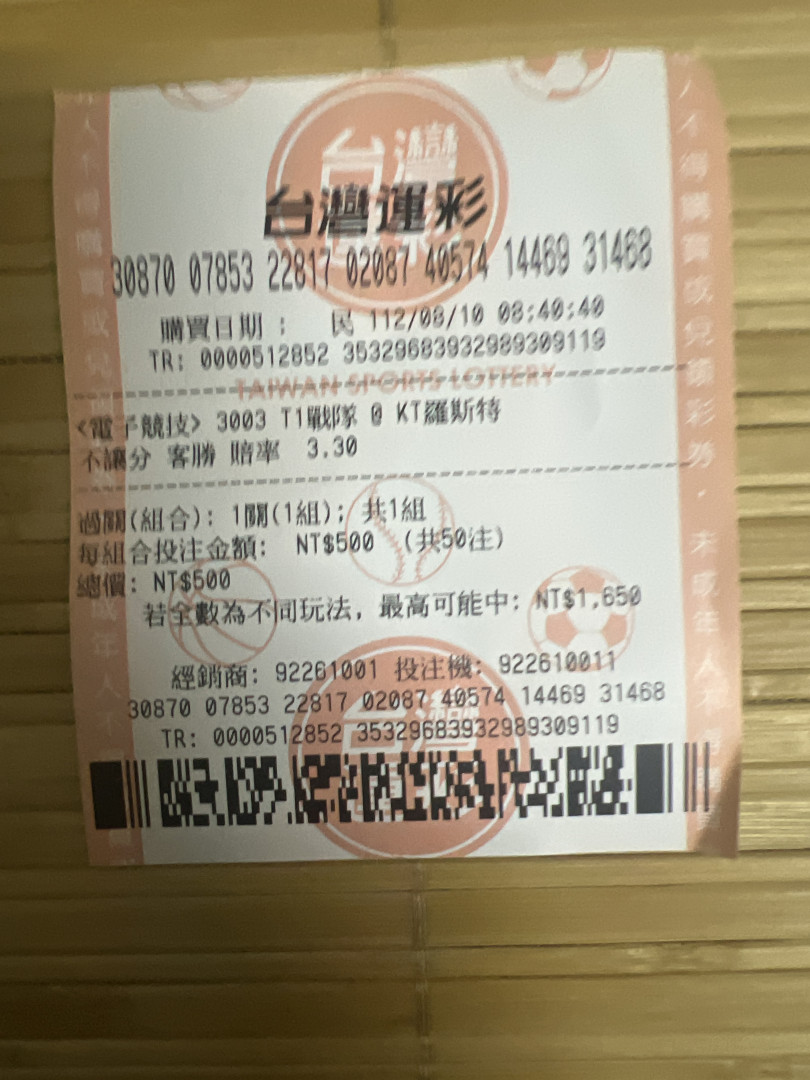 台灣運彩
30870 07853 22817 02087 40574 14469 31468
購買日期： 民 112/08/10 08:40:40
TR: 0000512852 353296839329893 09119
TAIWAN SPORTS LOTTERY
<電子競技> 3003 T1戰隊 @ KT羅斯特
不讓分 客勝 賠率 3.30
過關(組合): 1關(1組); 共1組
每組合投注金額: NT$500 (共50注)
總價: NT$500
若全數為不同玩法, 最高可能中: NT$1,650
經銷商: 92261001 投注機: 922610011
30870 07853 22817 02087 40574 14469 31468
TR: 0000512852 35329683932989309119